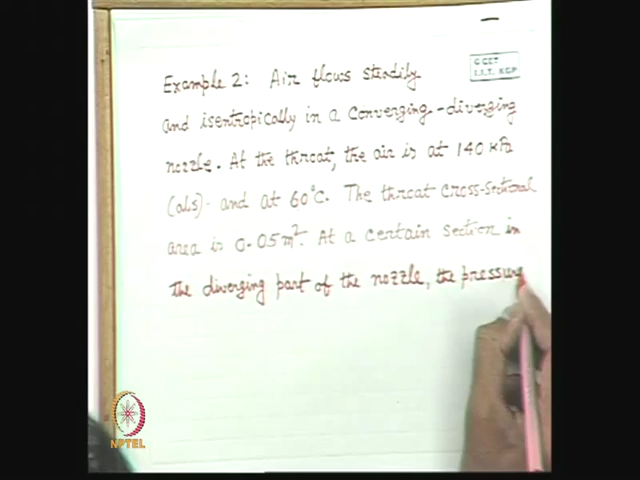 Example 2: Air flows steadily
C CET
I.I.T. KGP
and isentropically in a converging-diverging
nozzle. At the throat, the air is at 140 kPa
(abs). and at 60°C. The throat cross-sectional
area is 0.05m². At a certain section in
the diverging part of the nozzle, the pressure
NPTEL